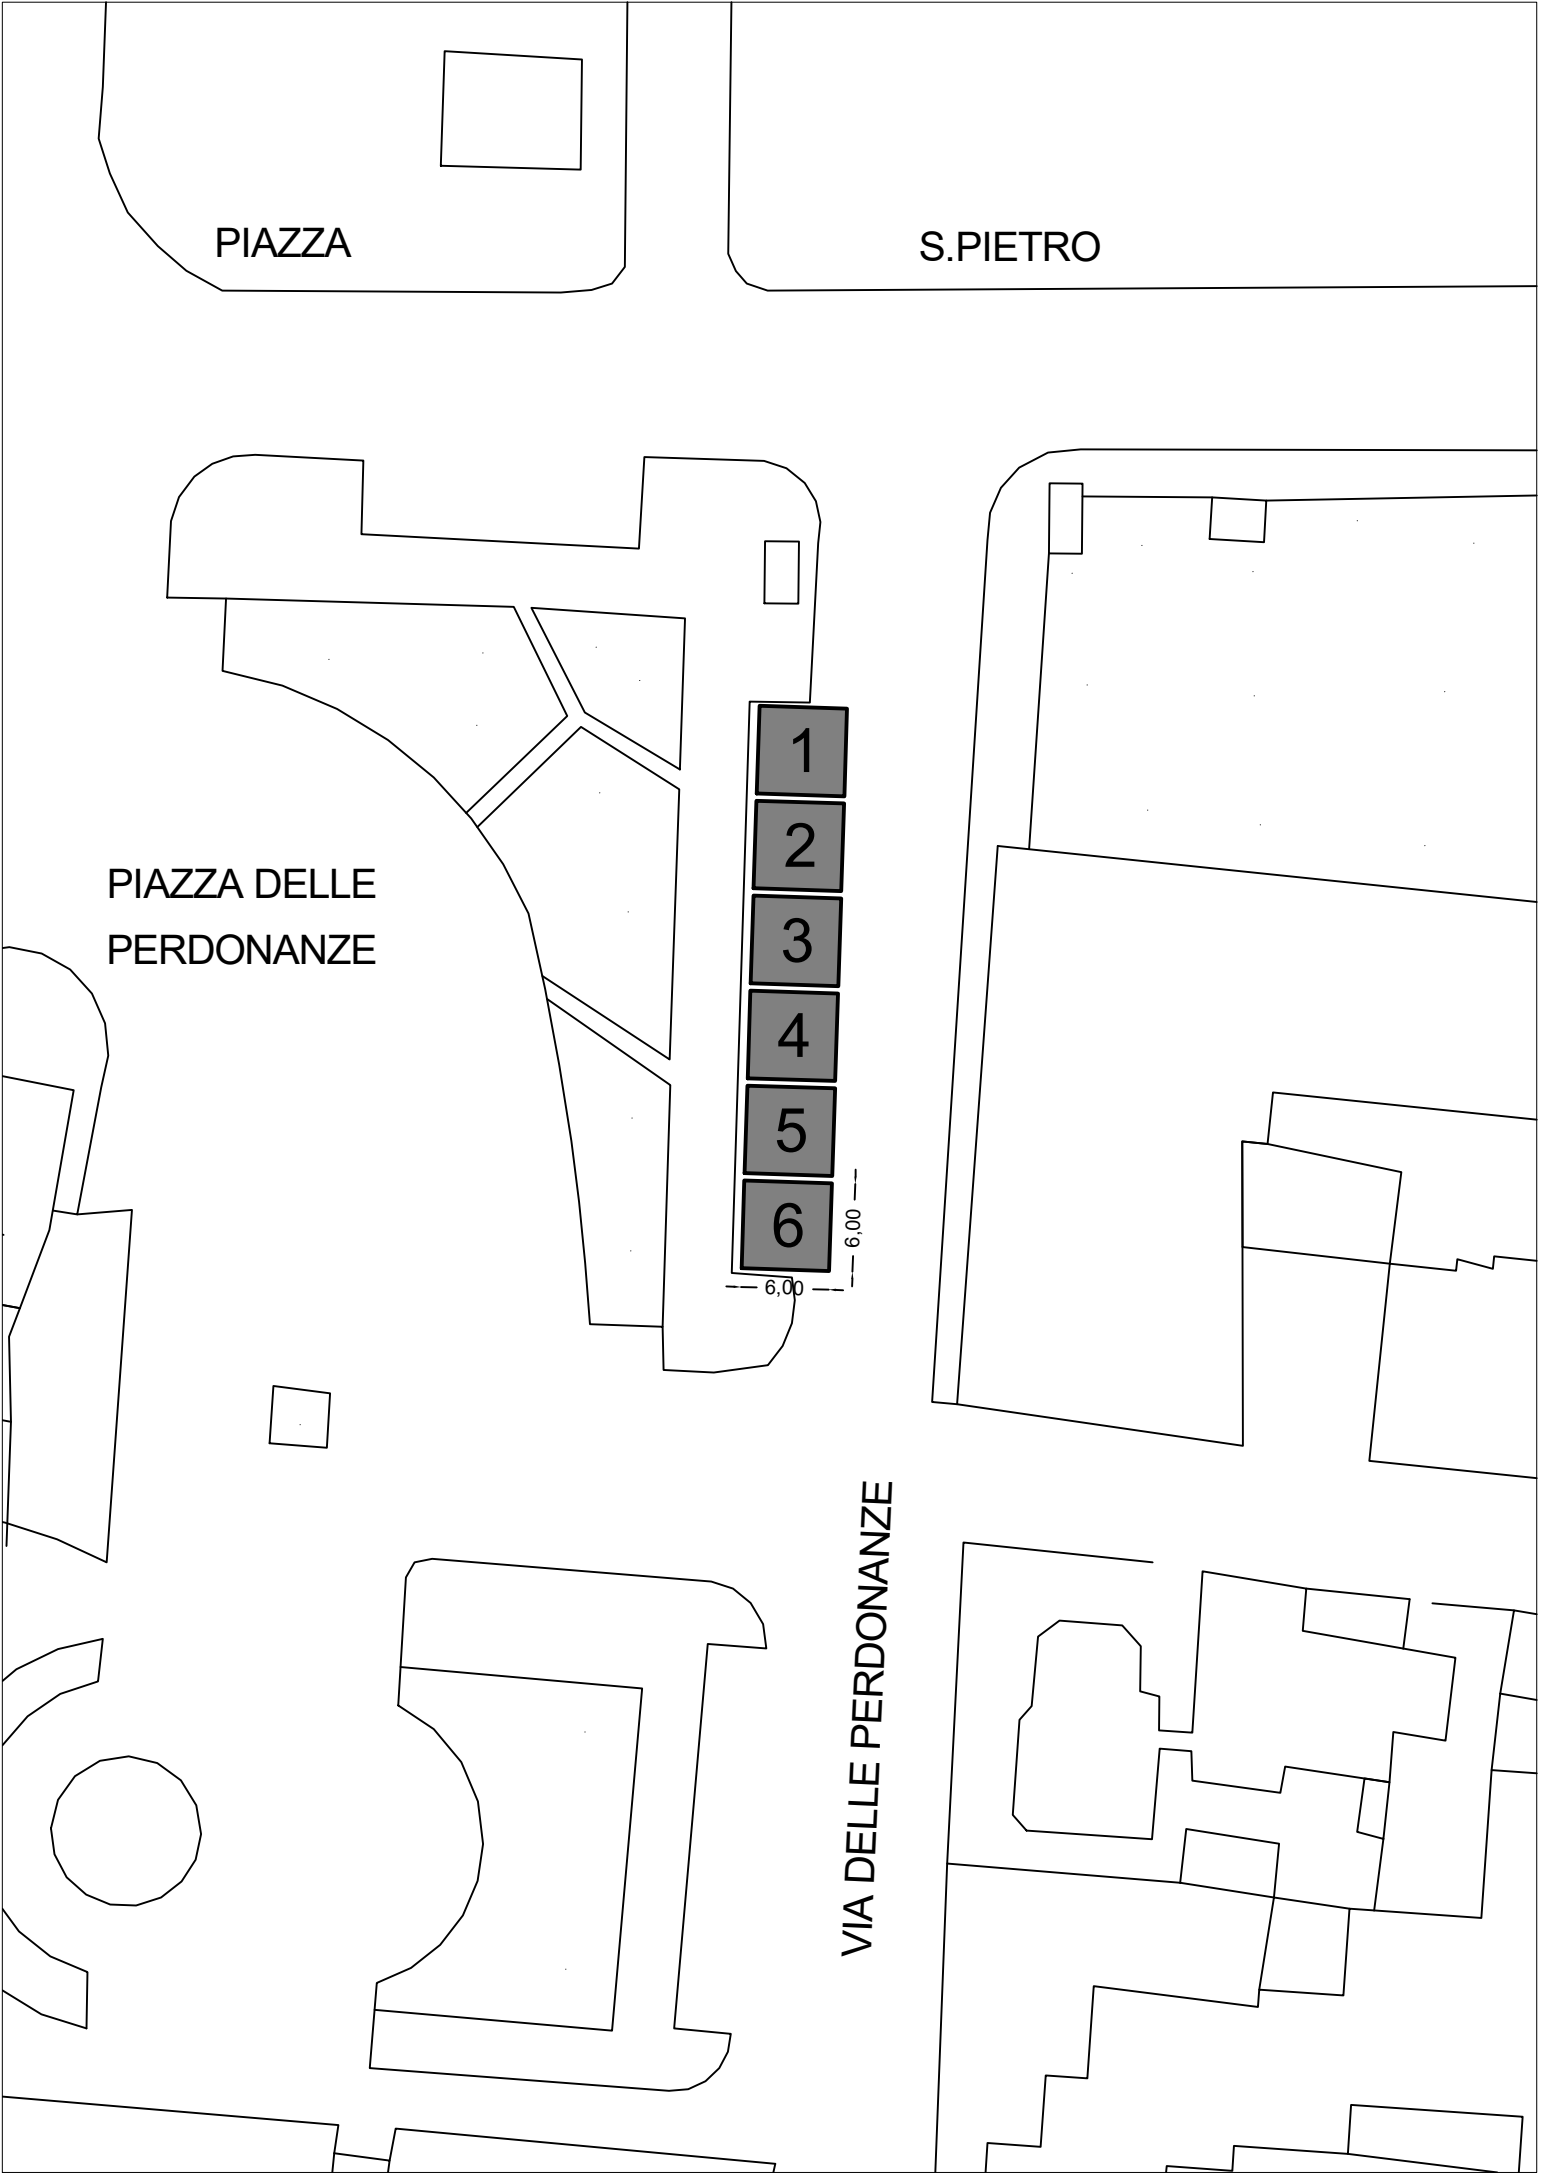 PIAZZA
S.PIETRO
1
2
PIAZZA DELLE
PERDONANZE
3
4
5
6
6,00
6,00
VIA DELLE PERDONANZE